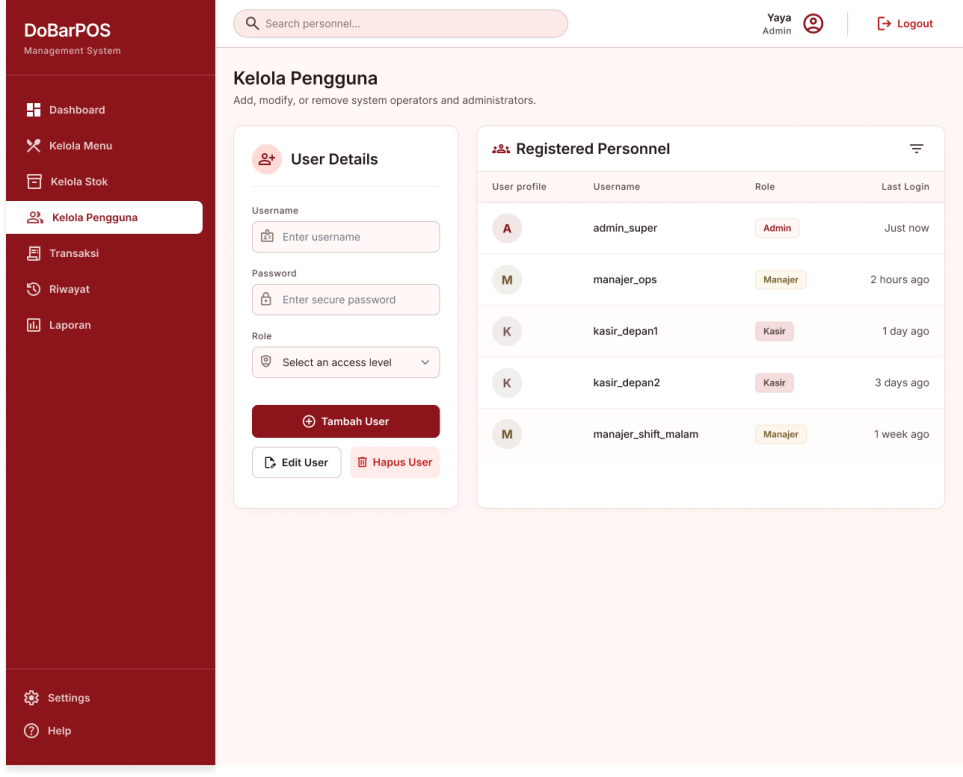 DoBarPOS
Management System
Dashboard
Kelola Menu
Kelola Stok
Kelola Pengguna
Transaksi
Riwayat
Laporan
Settings
Help
Search personnel...
Yaya
Admin
Logout
Kelola Pengguna
Add, modify, or remove system operators and administrators.
User Details
Username
Enter username
Password
Enter secure password
Role
Select an access level
Tambah User
Edit User
Hapus User
Registered Personnel
User profile Username Role Last Login
A admin_super Admin Just now
M manajer_ops Manajer 2 hours ago
K kasir_depan1 Kasir 1 day ago
K kasir_depan2 Kasir 3 days ago
M manajer_shift_malam Manajer 1 week ago